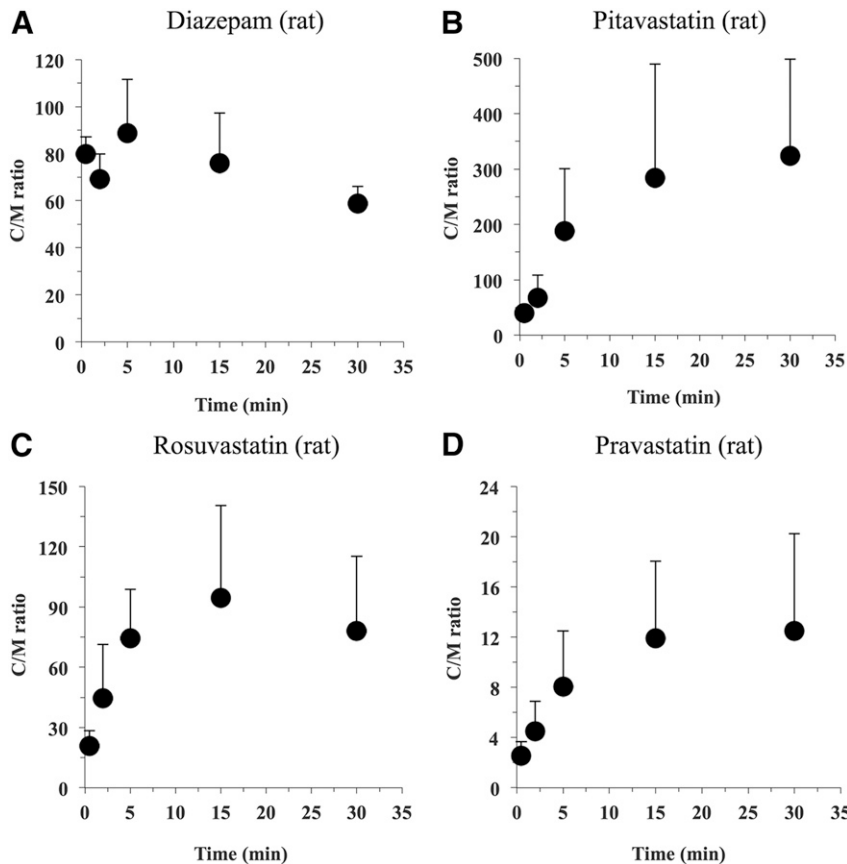 A
Diazepam (rat)
120
100
80
60
40
20
0
C/M ratio
0 5 10 15 20 25 30 35
Time (min)
B
Pitavastatin (rat)
500
400
300
200
100
0
C/M ratio
0 5 10 15 20 25 30 35
Time (min)
C
Rosuvastatin (rat)
150
120
90
60
30
0
C/M ratio
0 5 10 15 20 25 30 35
Time (min)
D
Pravastatin (rat)
24
20
16
12
8
4
0
C/M ratio
0 5 10 15 20 25 30 35
Time (min)